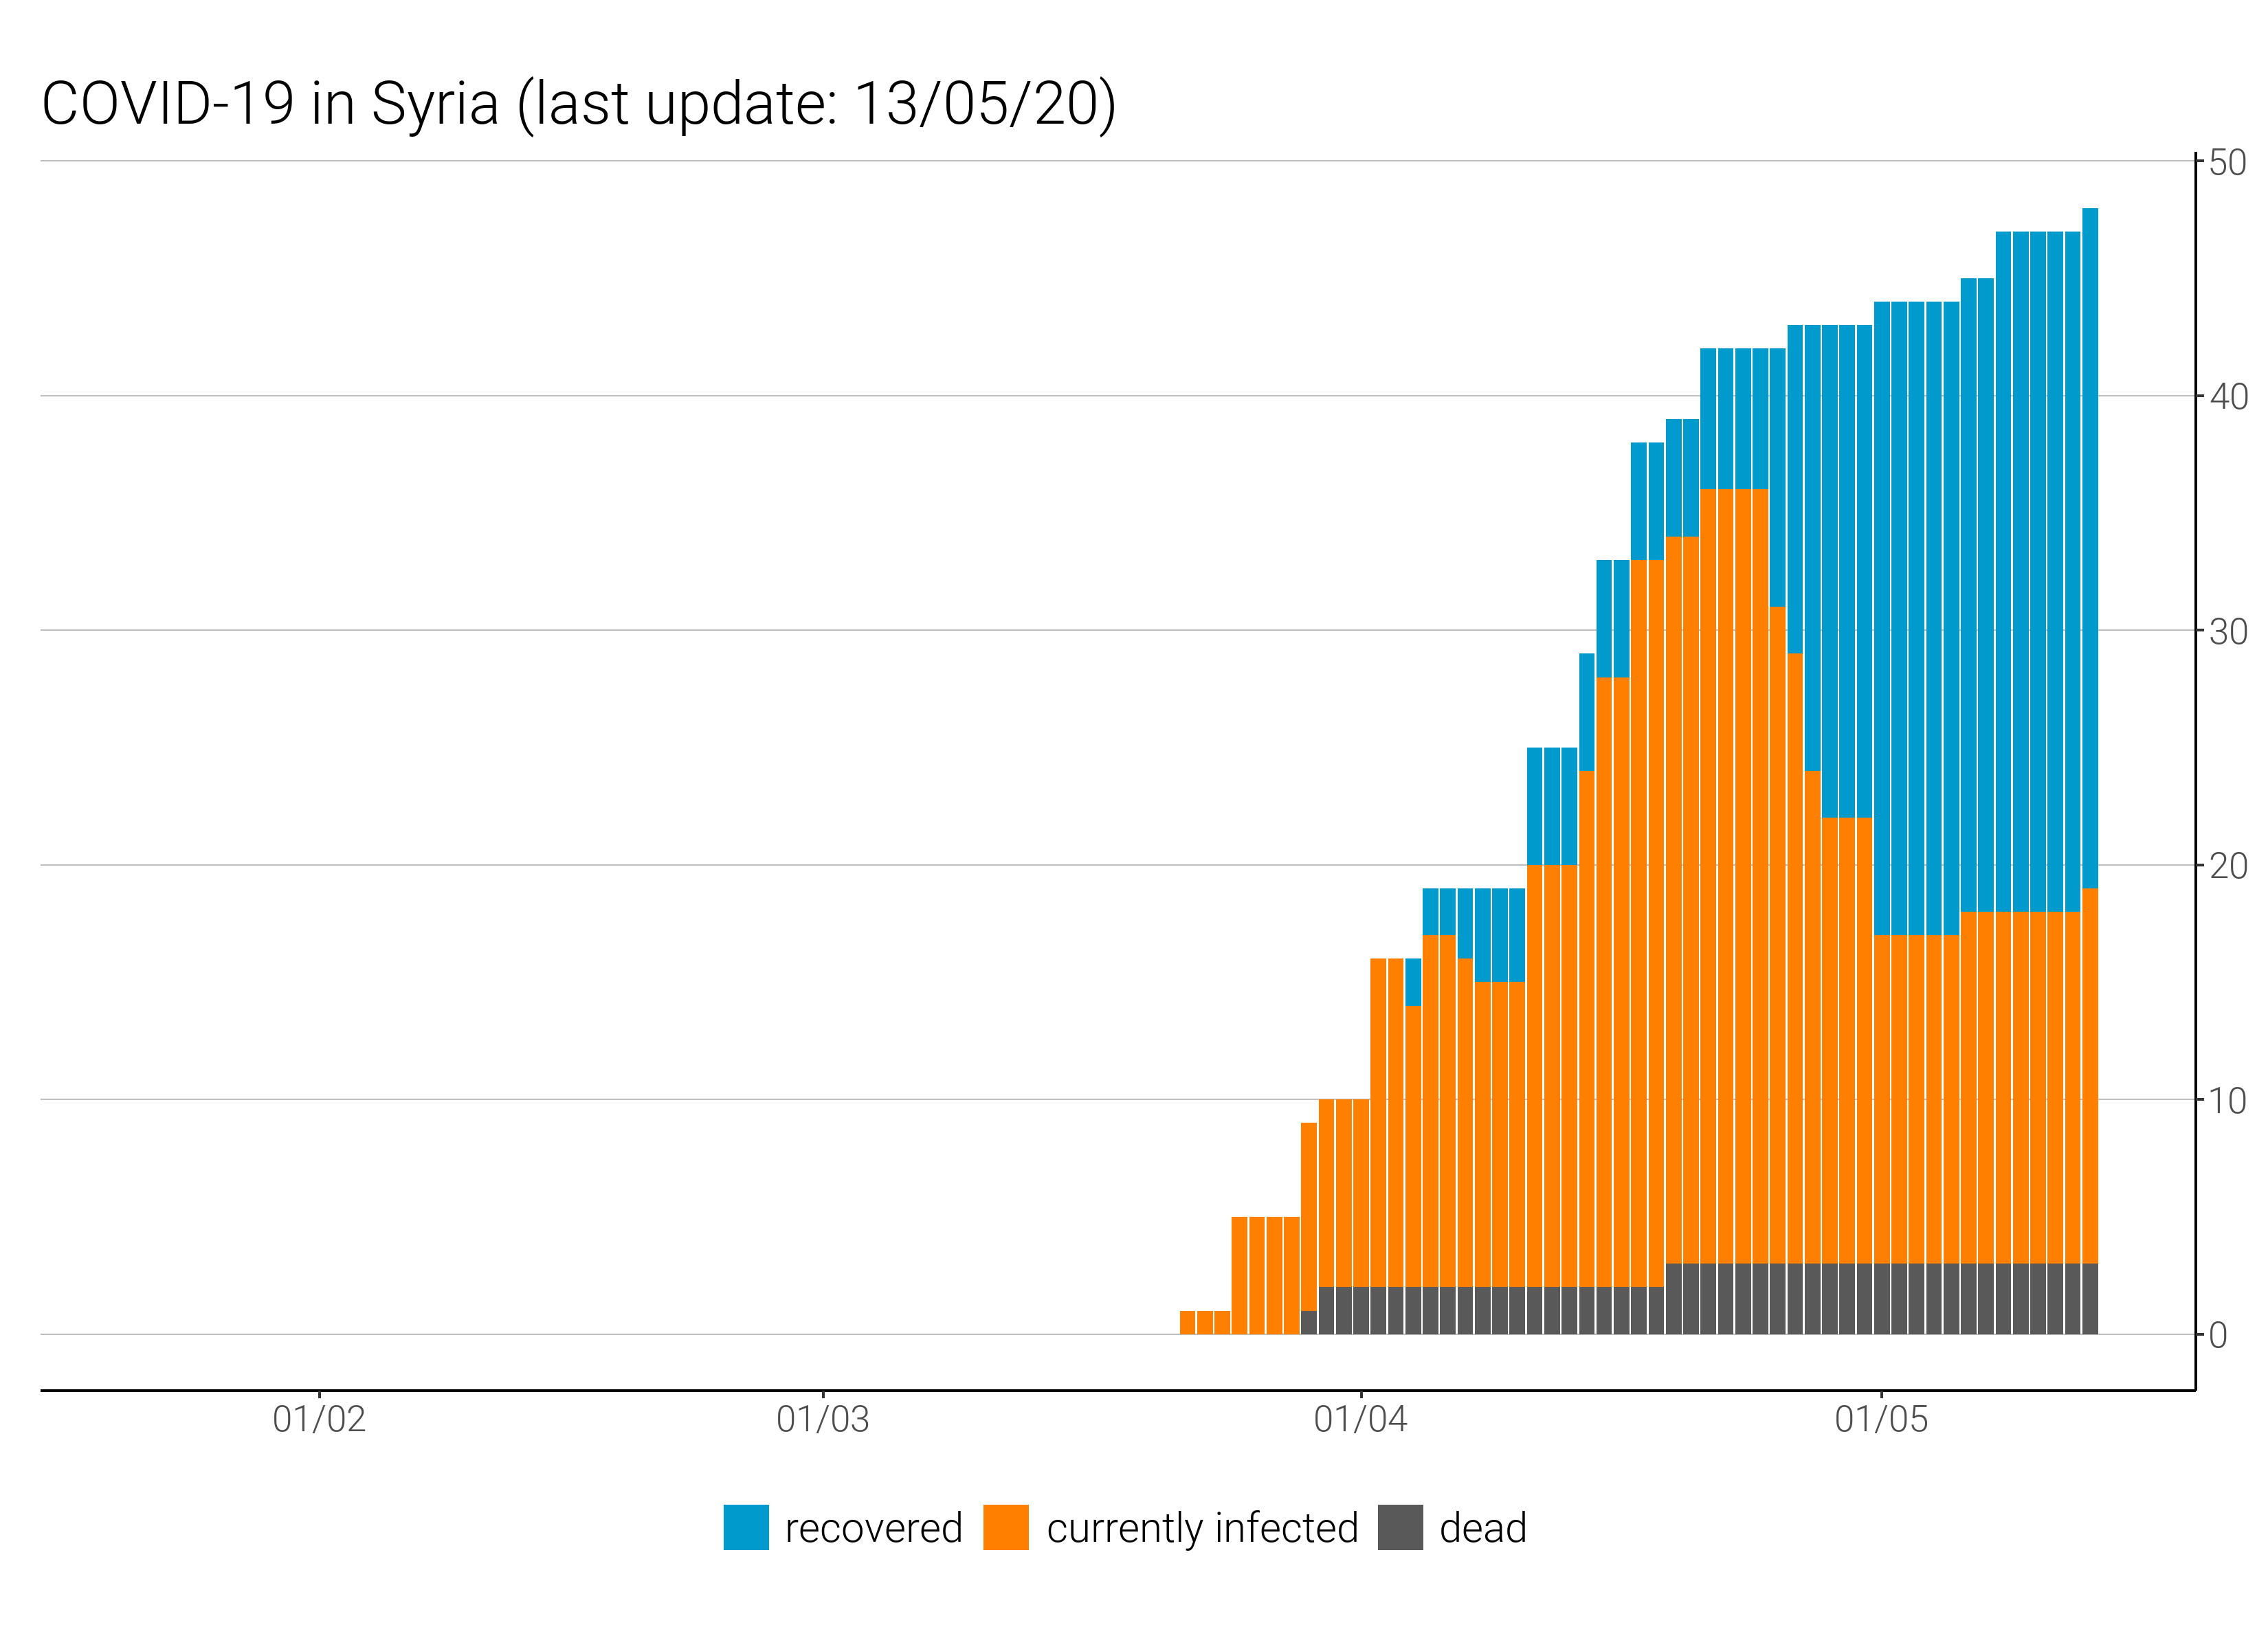 COVID-19 in Syria (last update: 13/05/20)
50
40
30
20
10
0
01/02 01/03 01/04 01/05
recovered currently infected dead